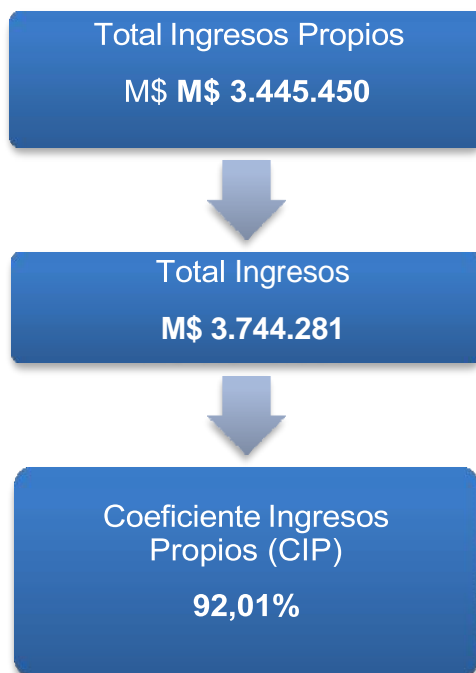 Total Ingresos Propios
M$ M$ 3.445.450
Total Ingresos
M$ 3.744.281
Coeficiente Ingresos
Propios (CIP)
92,01%